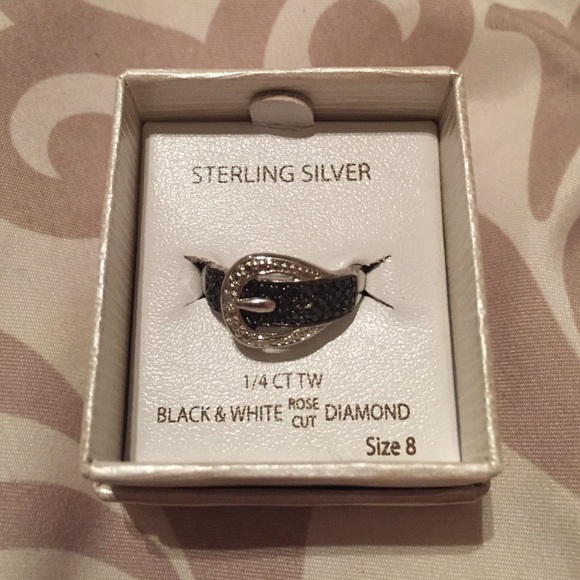 STERLING SILVER
1/4 CT TW
BLACK & WHITE ROSE CUT DIAMOND
Size 8